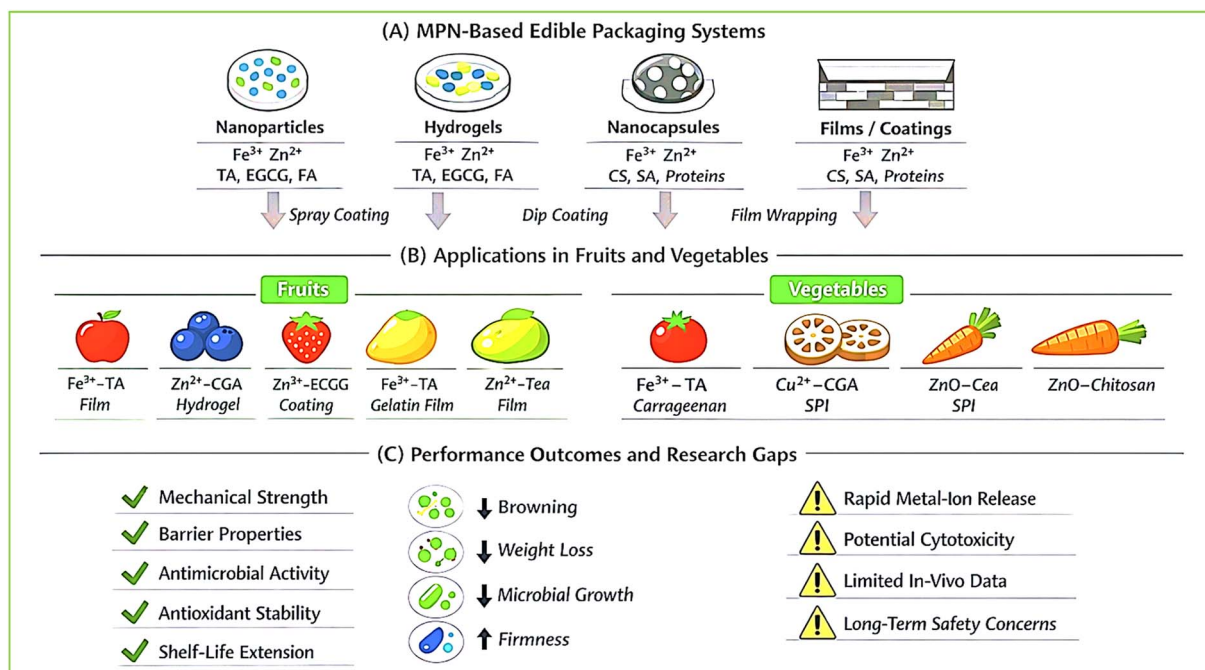 (A) MPN-Based Edible Packaging Systems
Nanoparticles
Fe³⁺ Zn²⁺
TA, EGCG, FA
Hydrogels
Fe³⁺ Zn²⁺
TA, EGCG, FA
Nanocapsules
Fe³⁺ Zn²⁺
CS, SA, Proteins
Films / Coatings
Fe³⁺ Zn²⁺
CS, SA, Proteins
Spray Coating
Dip Coating
Film Wrapping
(B) Applications in Fruits and Vegetables
Fruits
Fe³⁺–TA
Film
Zn²⁺–CGA
Hydrogel
Zn³⁺–ECGG
Coating
Fe³⁺–TA
Gelatin Film
Zn²⁺–Tea
Film
Vegetables
Fe³⁺–TA
Carrageenan
Cu²⁺–CGA
SPI
ZnO–Cea
SPI
ZnO–Chitosan
(C) Performance Outcomes and Research Gaps
Mechanical Strength
Barrier Properties
Antimicrobial Activity
Antioxidant Stability
Shelf-Life Extension
↓ Browning
↓ Weight Loss
↓ Microbial Growth
↑ Firmness
Rapid Metal-Ion Release
Potential Cytotoxicity
Limited In-Vivo Data
Long-Term Safety Concerns